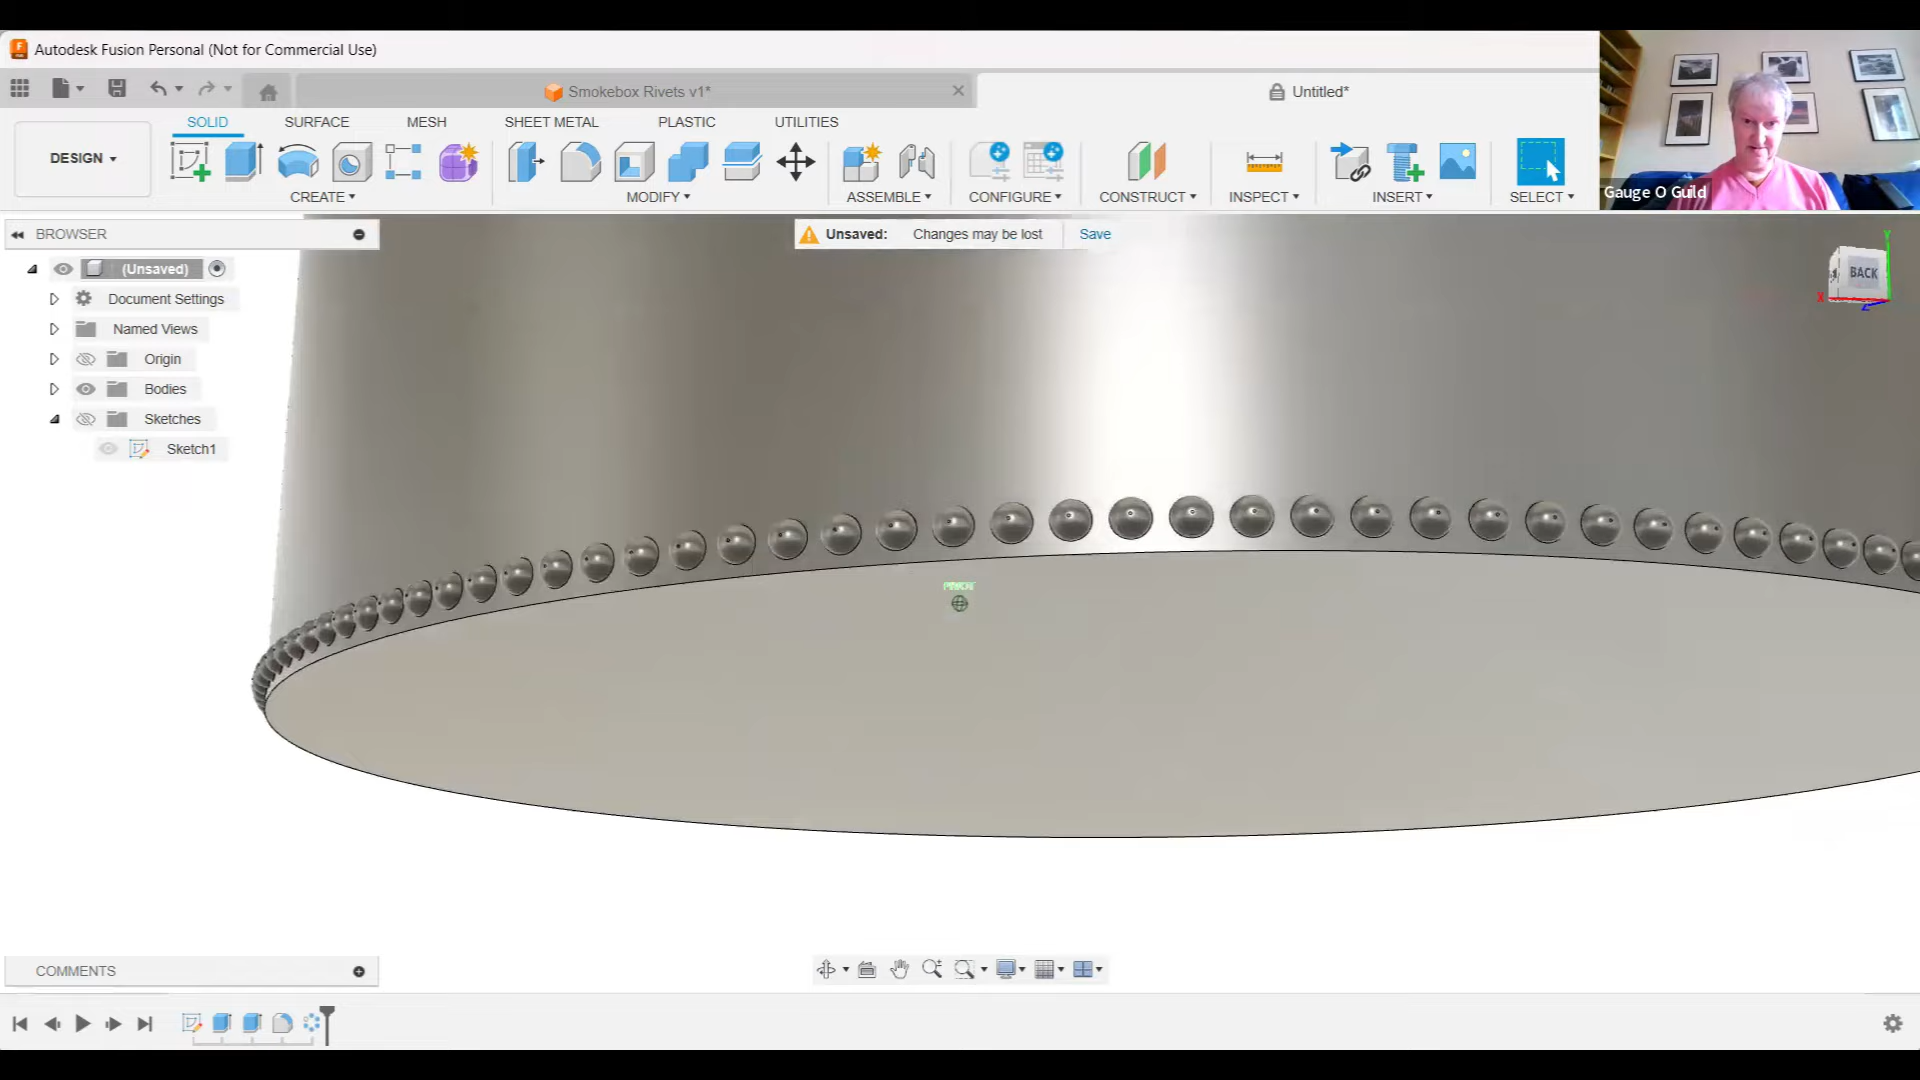 Autodesk Fusion Personal (Not for Commercial Use)
Smokebox Rivets v1*
Untitled*
SOLID
SURFACE
MESH
SHEET METAL
PLASTIC
UTILITIES
DESIGN
CREATE
MODIFY
ASSEMBLE
CONFIGURE
CONSTRUCT
INSPECT
INSERT
SELECT
Gauge O Guild
BROWSER
Unsaved: Changes may be lost Save
(Unsaved)
Document Settings
Named Views
Origin
Bodies
Sketches
Sketch1
Y
BACK
X
Z
COMMENTS